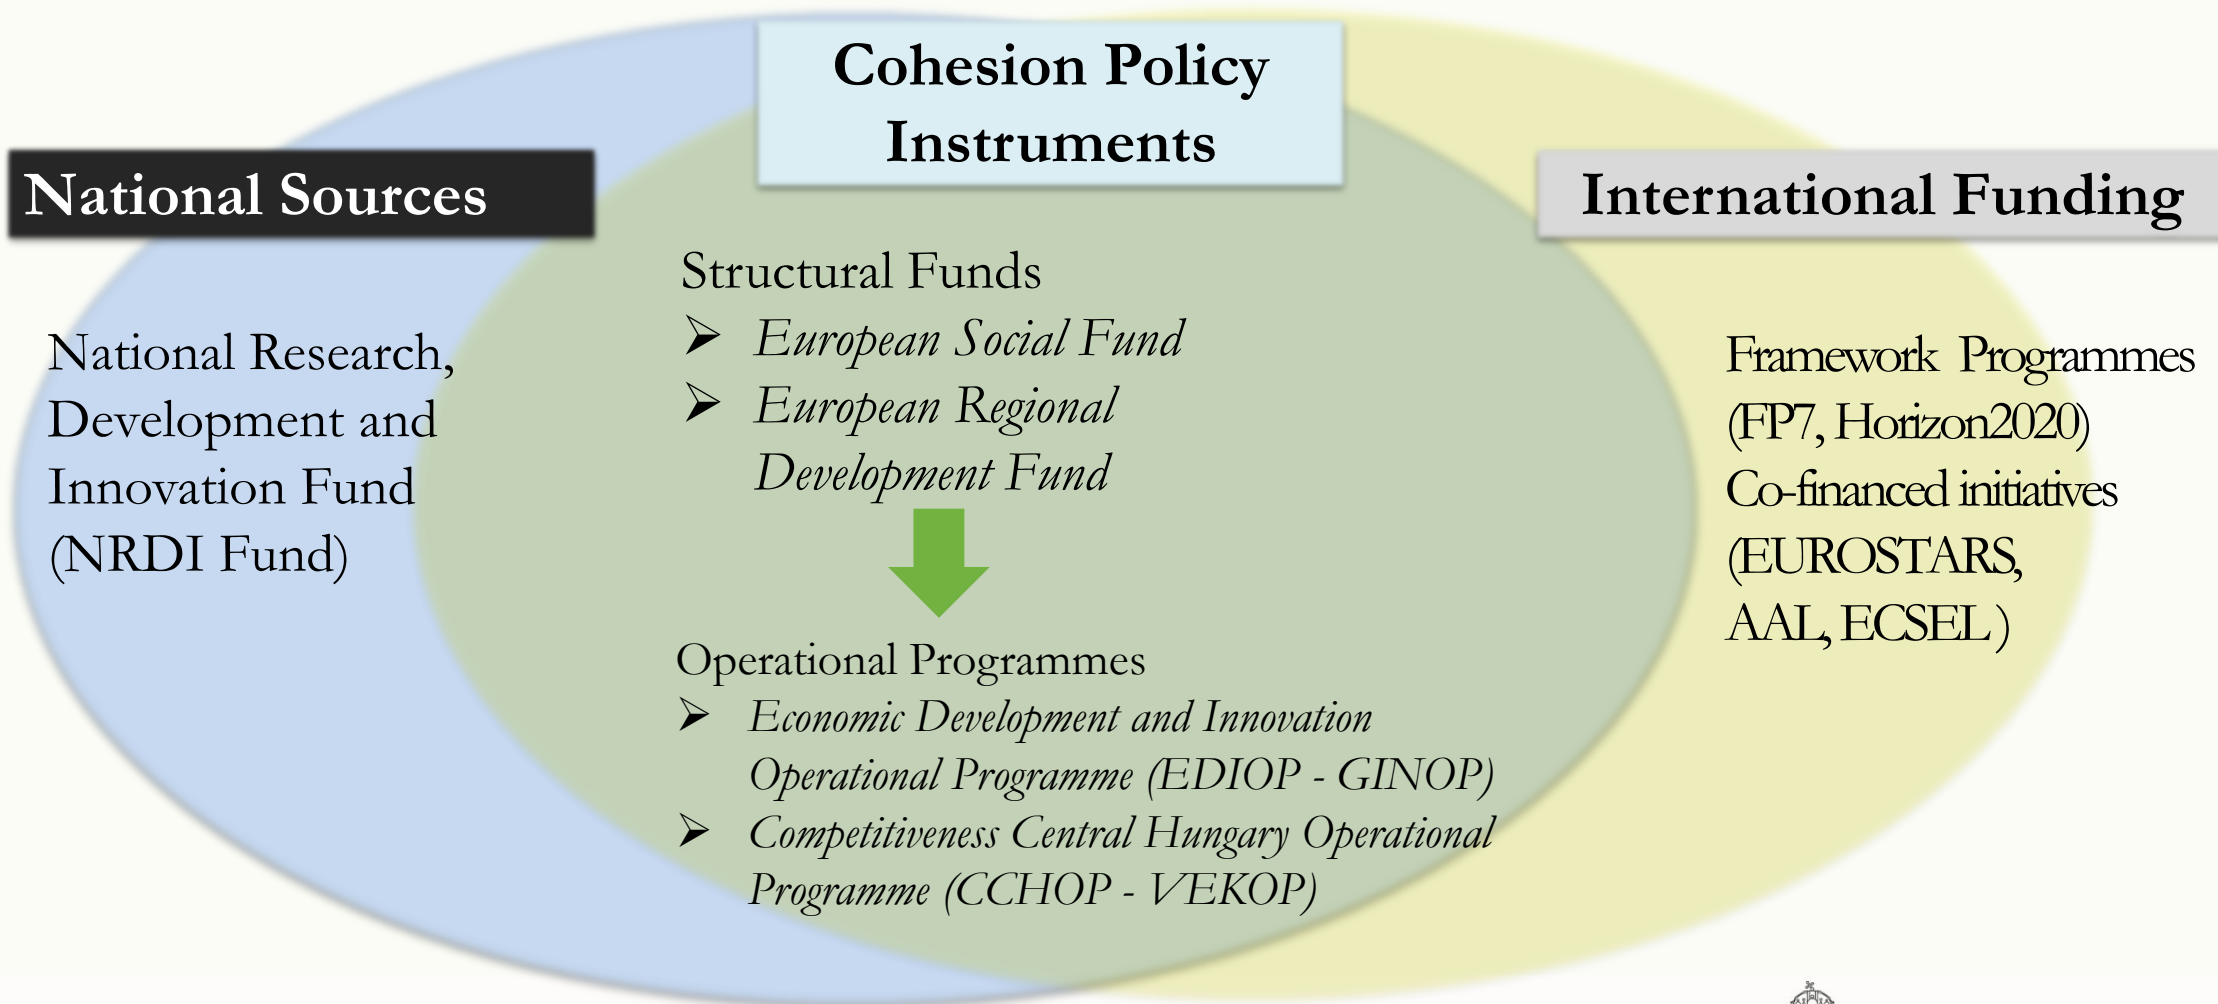 Cohesion Policy
Instruments
National Sources
International Funding
National Research,
Development and
Innovation Fund
(NRDI Fund)
Structural Funds
➢ European Social Fund
➢ European Regional
Development Fund
Operational Programmes
➢ Economic Development and Innovation
Operational Programme (EDIOP - GINOP)
➢ Competitiveness Central Hungary Operational
Programme (CCHOP - VEKOP)
Framework Programmes
(FP7, Horizon2020)
Co-financed initiatives
(EUROSTARS,
AAL, ECSEL )